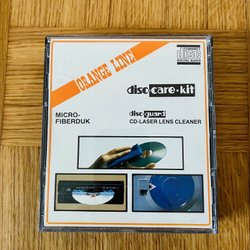 ORANGE LINE
disc•care•kit
MICRO-
FIBERDUK
disc guard
CD-LASER LENS CLEANER